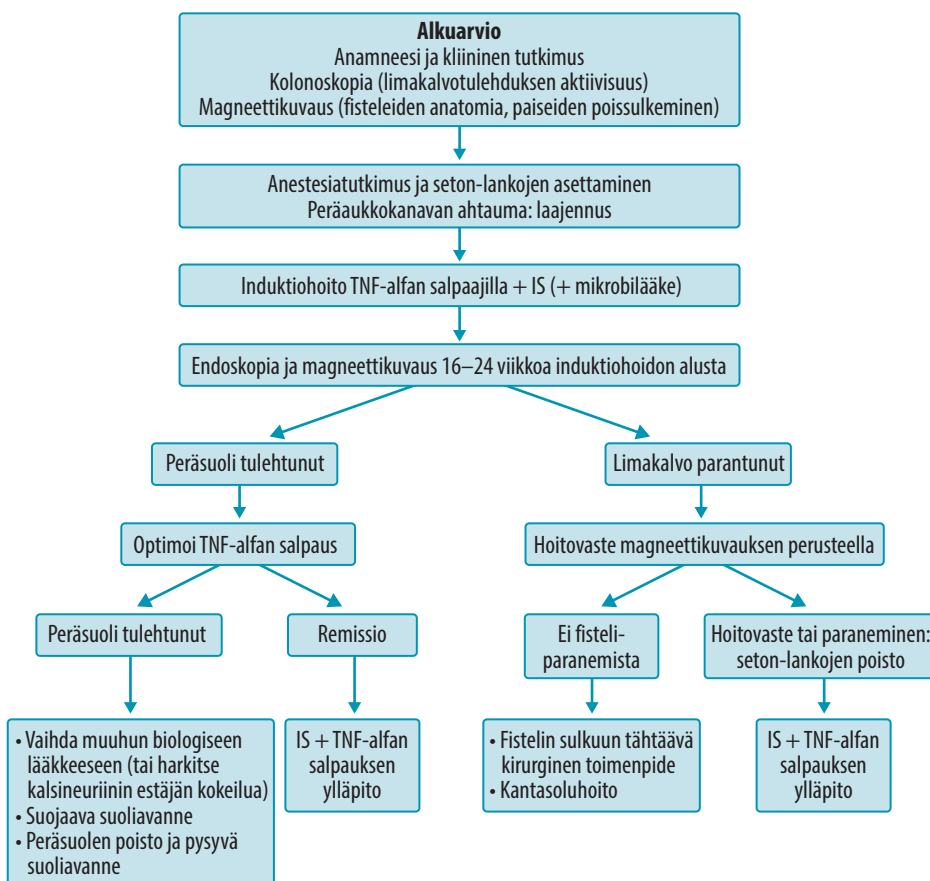 Alkuarvio
Anamneesi ja kliininen tutkimus
Kolonoskopia (limakalvotulehduksen aktiivisuus)
Magneettikuvaus (fisteleiden anatomia, paiseiden poissulkeminen)
Anestesiatutkimus ja seton-lankojen asettaminen
Peräaukkokanavan ahtauma: laajennus
Induktiohoito TNF-alfan salpaajilla + IS (+ mikrobilääke)
Endoskopia ja magneettikuvaus 16–24 viikkoa induktiohoidon alusta
Peräsuoli tulehtunut
Limakalvo parantunut
Optimoi TNF-alfan salpaus
Hoitovaste magneettikuvauksen perusteella
Peräsuoli tulehtunut
Remissio
Ei fisteli-
paranemista
Hoitovaste tai paraneminen:
seton-lankojen poisto
• Vaihda muuhun biologiseen
lääkkeeseen (tai harkitse
kalsineuriinin estäjän kokeilua)
• Suojaava suoliavanne
• Peräsuolen poisto ja pysyvä
suoliavanne
IS + TNF-alfan
salpauksen
ylläpito
• Fistelin sulkuun tähtäävä
kirurginen toimenpide
• Kantasoluhoito
IS + TNF-alfan
salpauksen
ylläpito